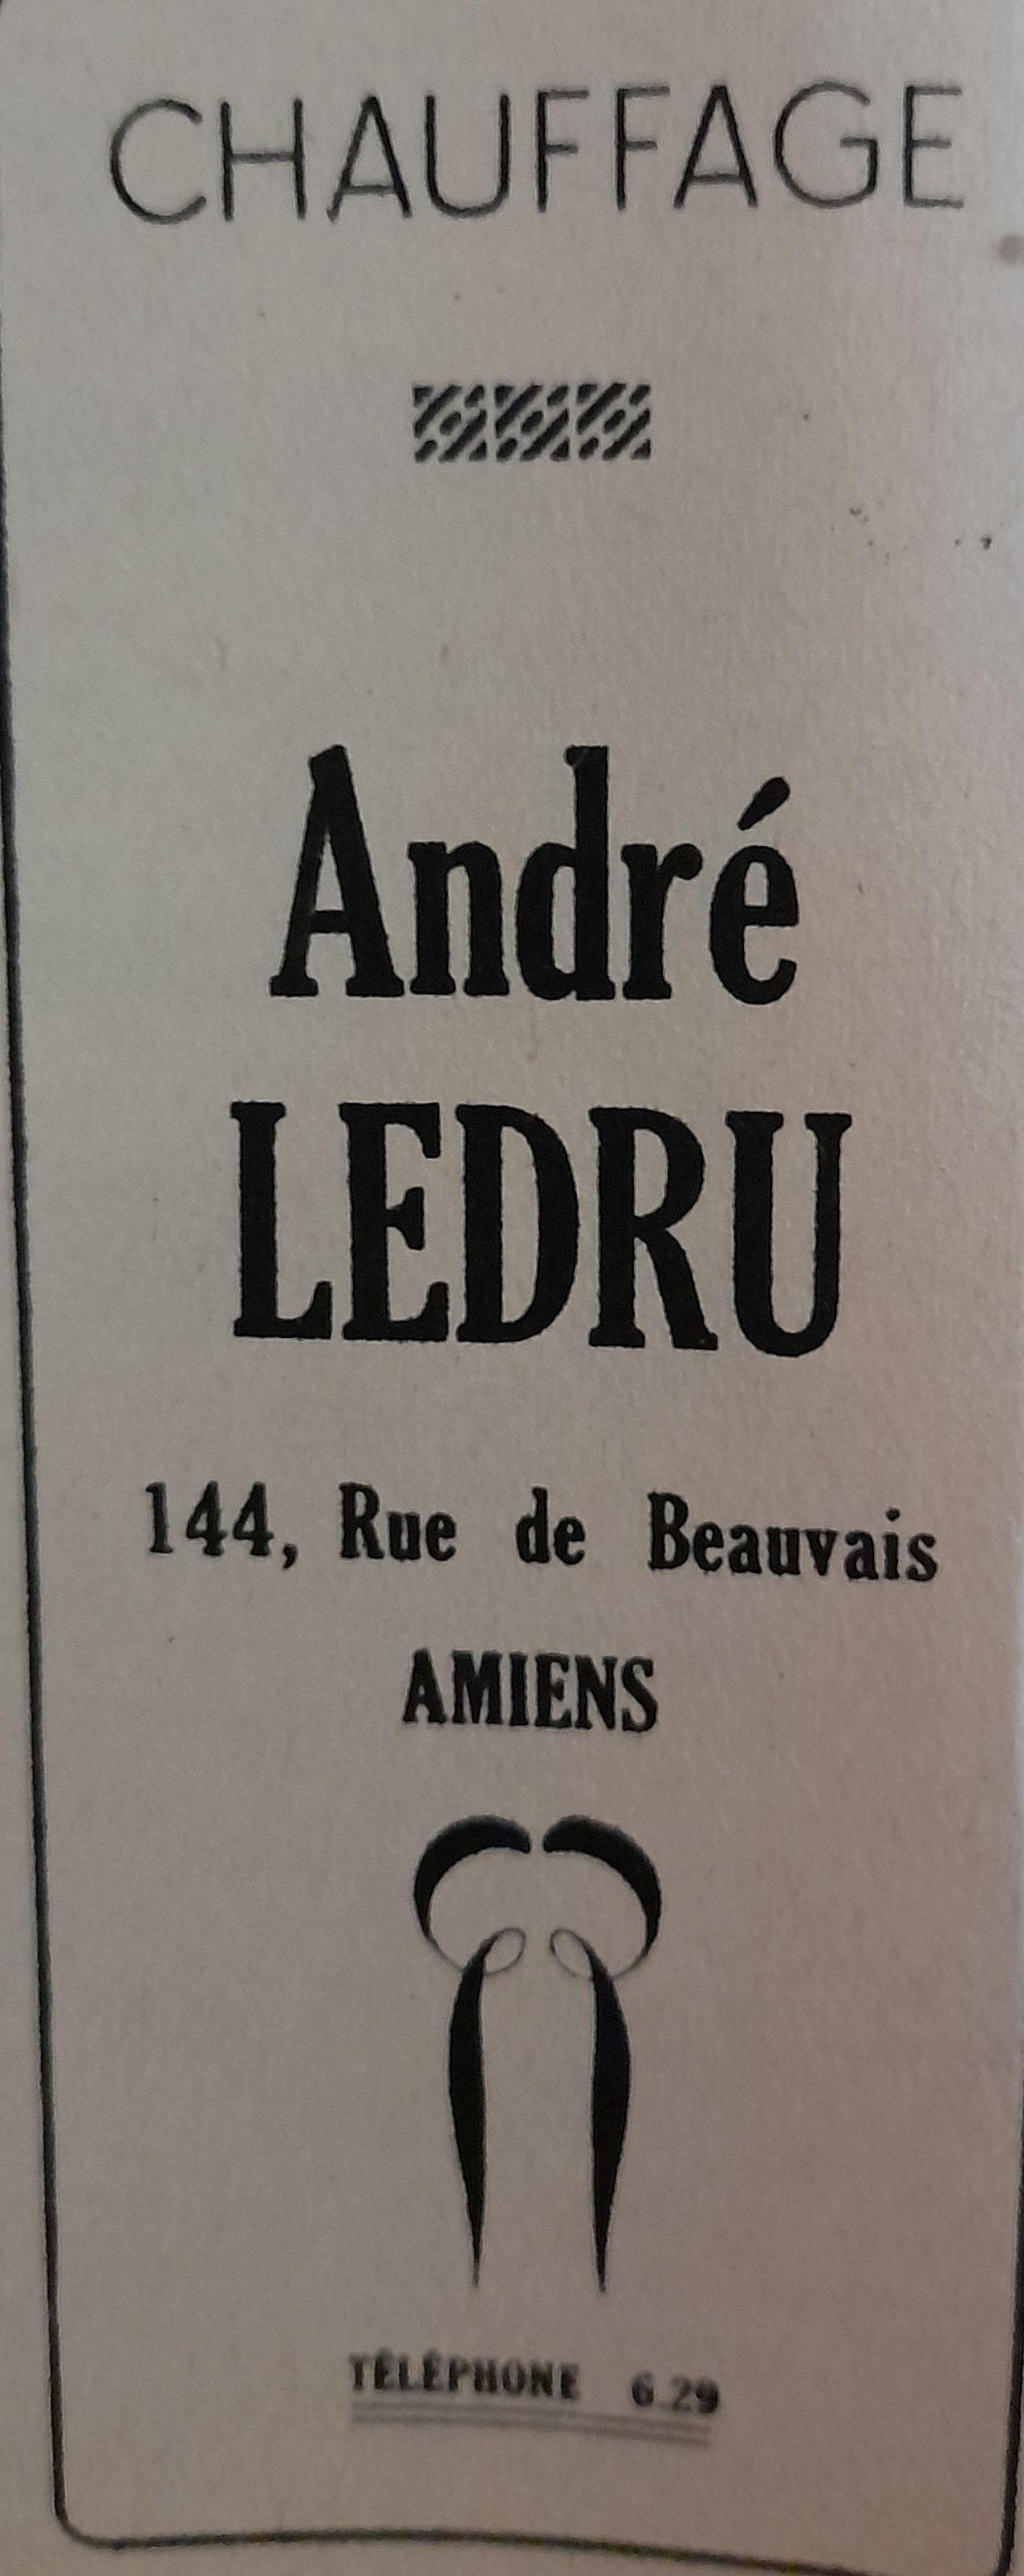 CHAUFFAGE
André
LEDRU
144, Rue de Beauvais
AMIENS
TÉLÉPHONE 6.29